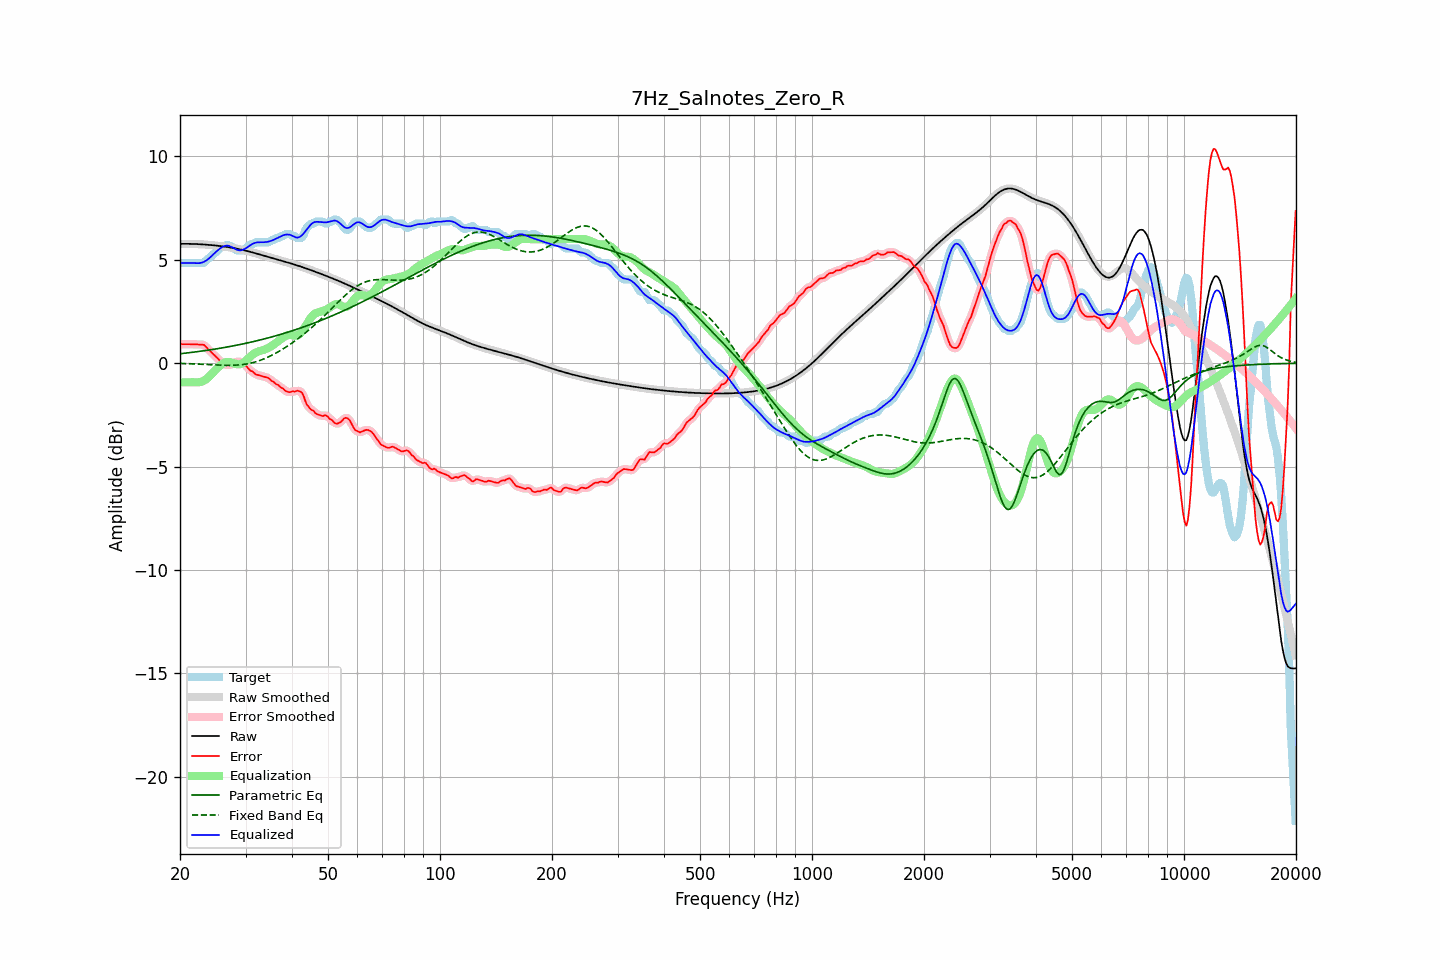 7Hz_Salnotes_Zero_R
Amplitude (dBr)
10
5
0
−5
−10
−15
−20
Target
Raw Smoothed
Error Smoothed
Raw
Error
Equalization
Parametric Eq
Fixed Band Eq
Equalized
20 50 100 200 500 1000 2000 5000 10000 20000
Frequency (Hz)